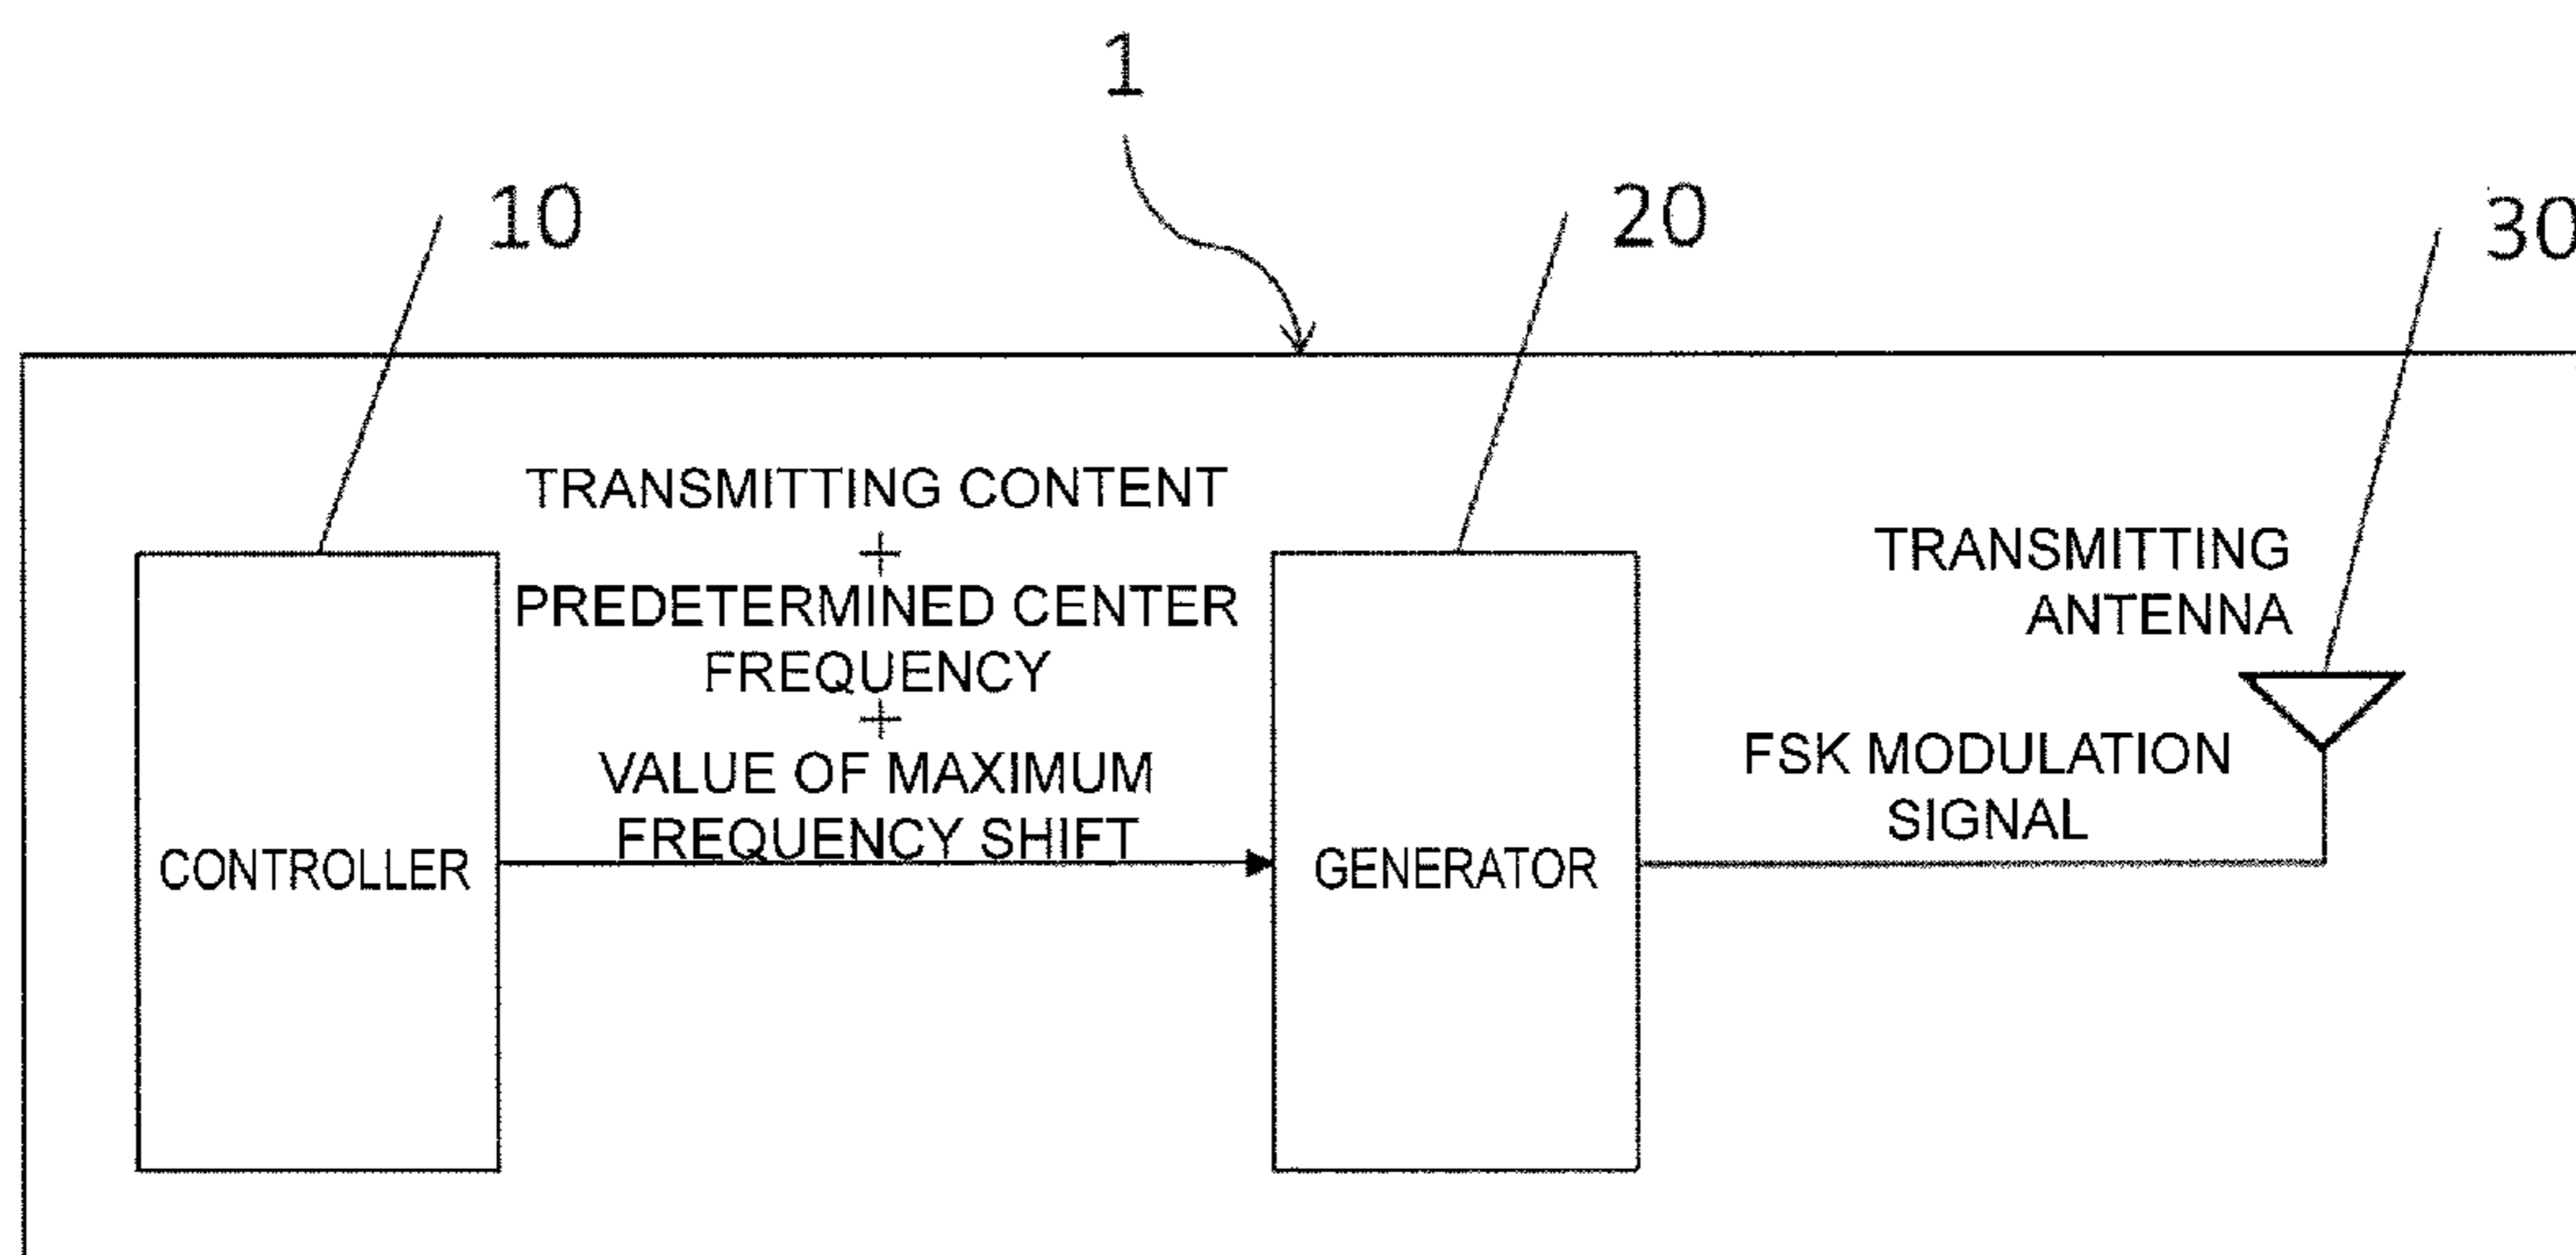 1
10
20
30
TRANSMITTING CONTENT
+
PREDETERMINED CENTER
FREQUENCY
+
VALUE OF MAXIMUM
FREQUENCY SHIFT
CONTROLLER
GENERATOR
TRANSMITTING
ANTENNA
FSK MODULATION
SIGNAL